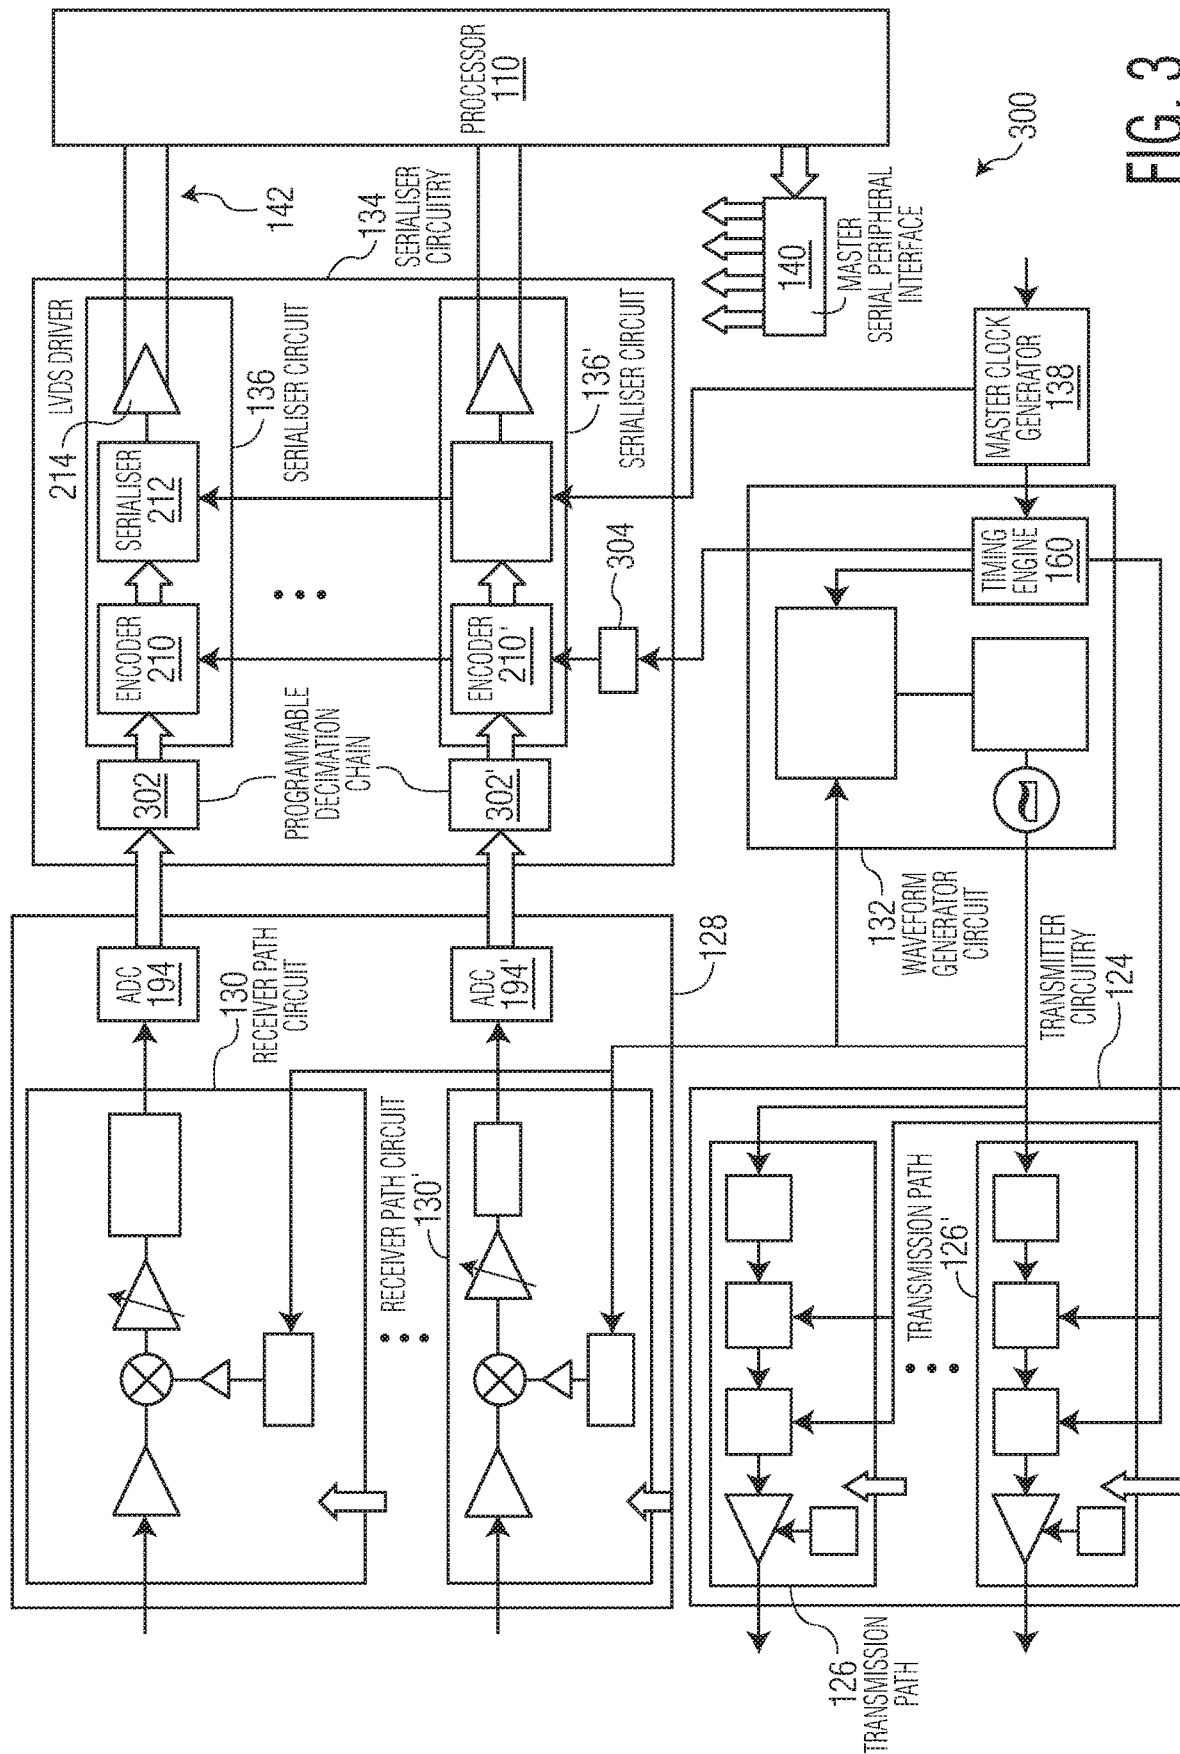 PROCESSOR
110
142
134
SERIALISER
CIRCUITRY
LVDS DRIVER
214
136
SERIALISER CIRCUIT
SERIALISER
212
ENCODER
210
302
PROGRAMMABLE
DECIMATION
CHAIN
302'
ENCODER
210'
136'
SERIALISER CIRCUIT
304
140
MASTER
SERIAL PERIPHERAL
INTERFACE
300
MASTER CLOCK
GENERATOR
138
TIMING
ENGINE
160
132
WAVEFORM
GENERATOR
CIRCUIT
ADC
194
130
RECEIVER PATH
CIRCUIT
ADC
194'
128
RECEIVER PATH CIRCUIT
130'
TRANSMITTER
CIRCUITRY
124
TRANSMISSION PATH
126'
126
TRANSMISSION
PATH
FIG. 3